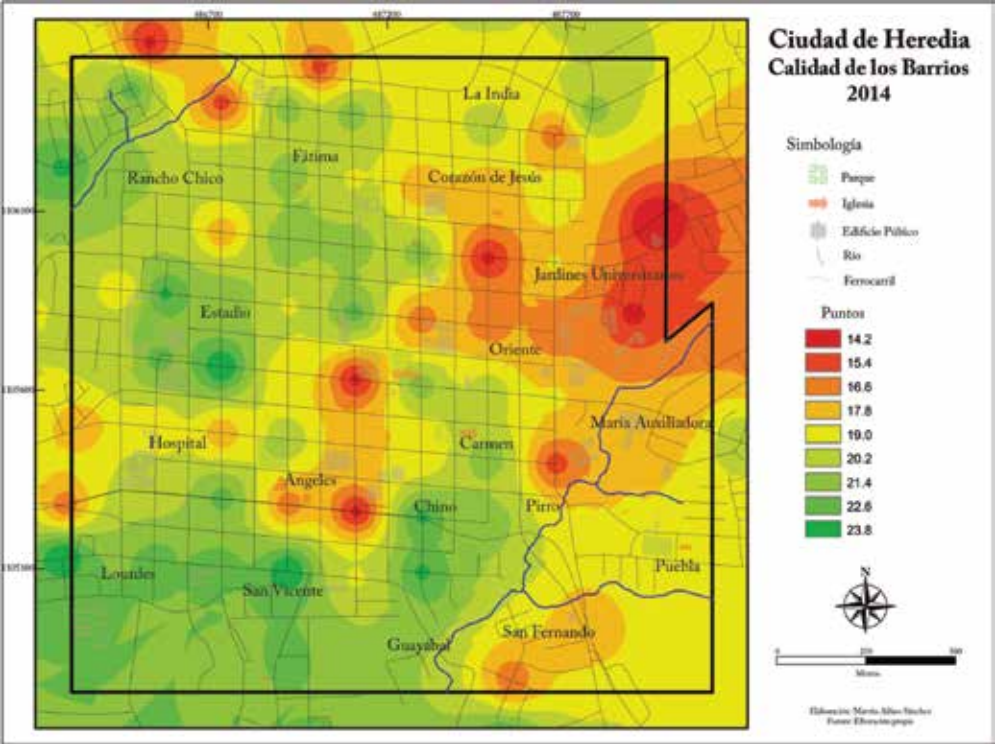 Ciudad de Heredia
Calidad de los Barrios
2014
Simbología
Parque
Iglesia
Edificio Público
Río
Ferrocarril
Puntos
14.2
15.4
16.6
17.8
19.0
20.2
21.4
22.6
23.8
N
0
500
La India
Fátima
Rancho Chico
Corazón de Jesús
Jardines Universitarios
Estadio
Oriente
María Auxiliadora
Hospital
Carmen
Angeles
Chino
Pirro
Puebla
Lourdes
San Vicente
Guayabal
San Fernando